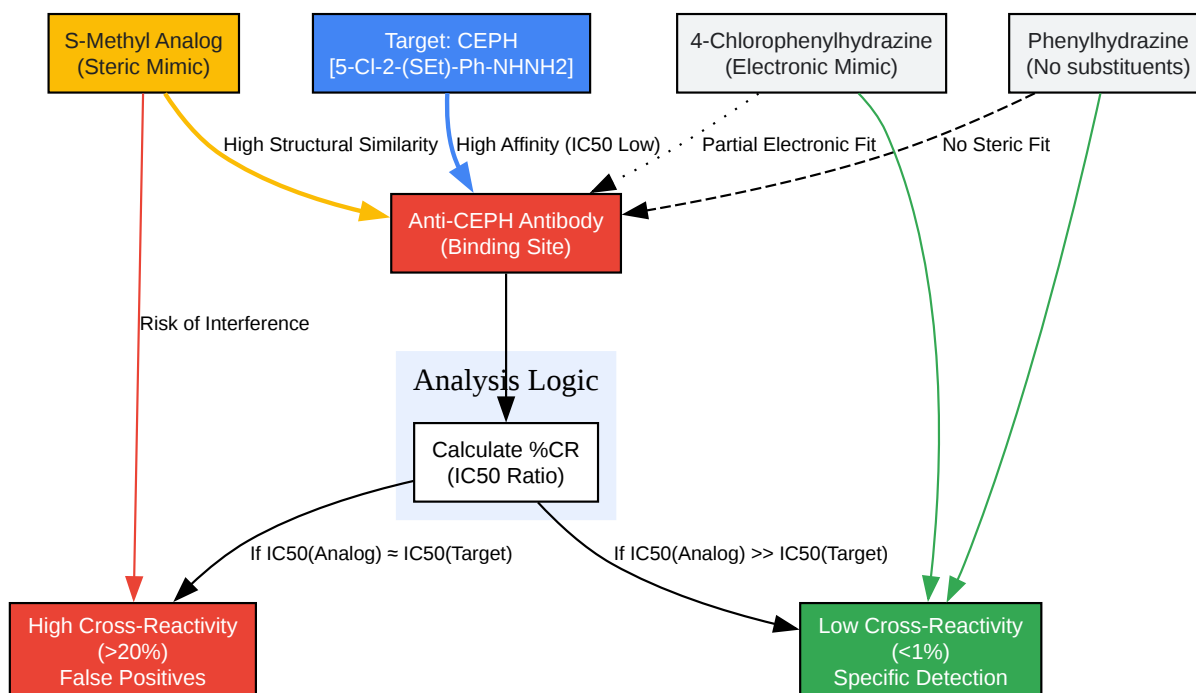 S-Methyl Analog
(Steric Mimic)
Target: CEPH
[5-Cl-2-(SEt)-Ph-NHNH2]
4-Chlorophenylhydrazine
(Electronic Mimic)
Phenylhydrazine
(No substituents)
High Structural Similarity
High Affinity (IC50 Low)
Partial Electronic Fit
No Steric Fit
Anti-CEPH Antibody
(Binding Site)
Risk of Interference
Analysis Logic
Calculate %CR
(IC50 Ratio)
If IC50(Analog) ≈ IC50(Target)
If IC50(Analog) >> IC50(Target)
High Cross-Reactivity
(>20%)
False Positives
Low Cross-Reactivity
(<1%)
Specific Detection